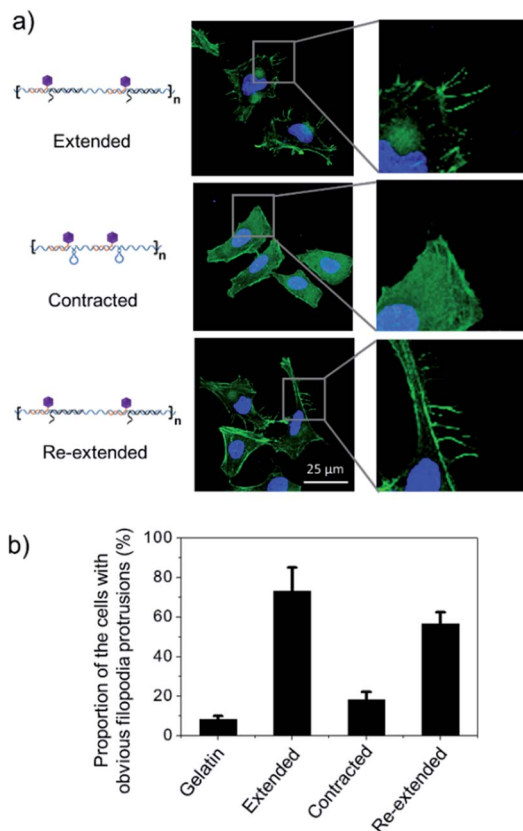 a)
n
Extended
n
Contracted
n
Re-extended
25 µm
b)
Proportion of the cells with
obvious filopodia protrusions (%)
100
80
60
40
20
0
Gelatin
Extended
Contracted
Re-extended